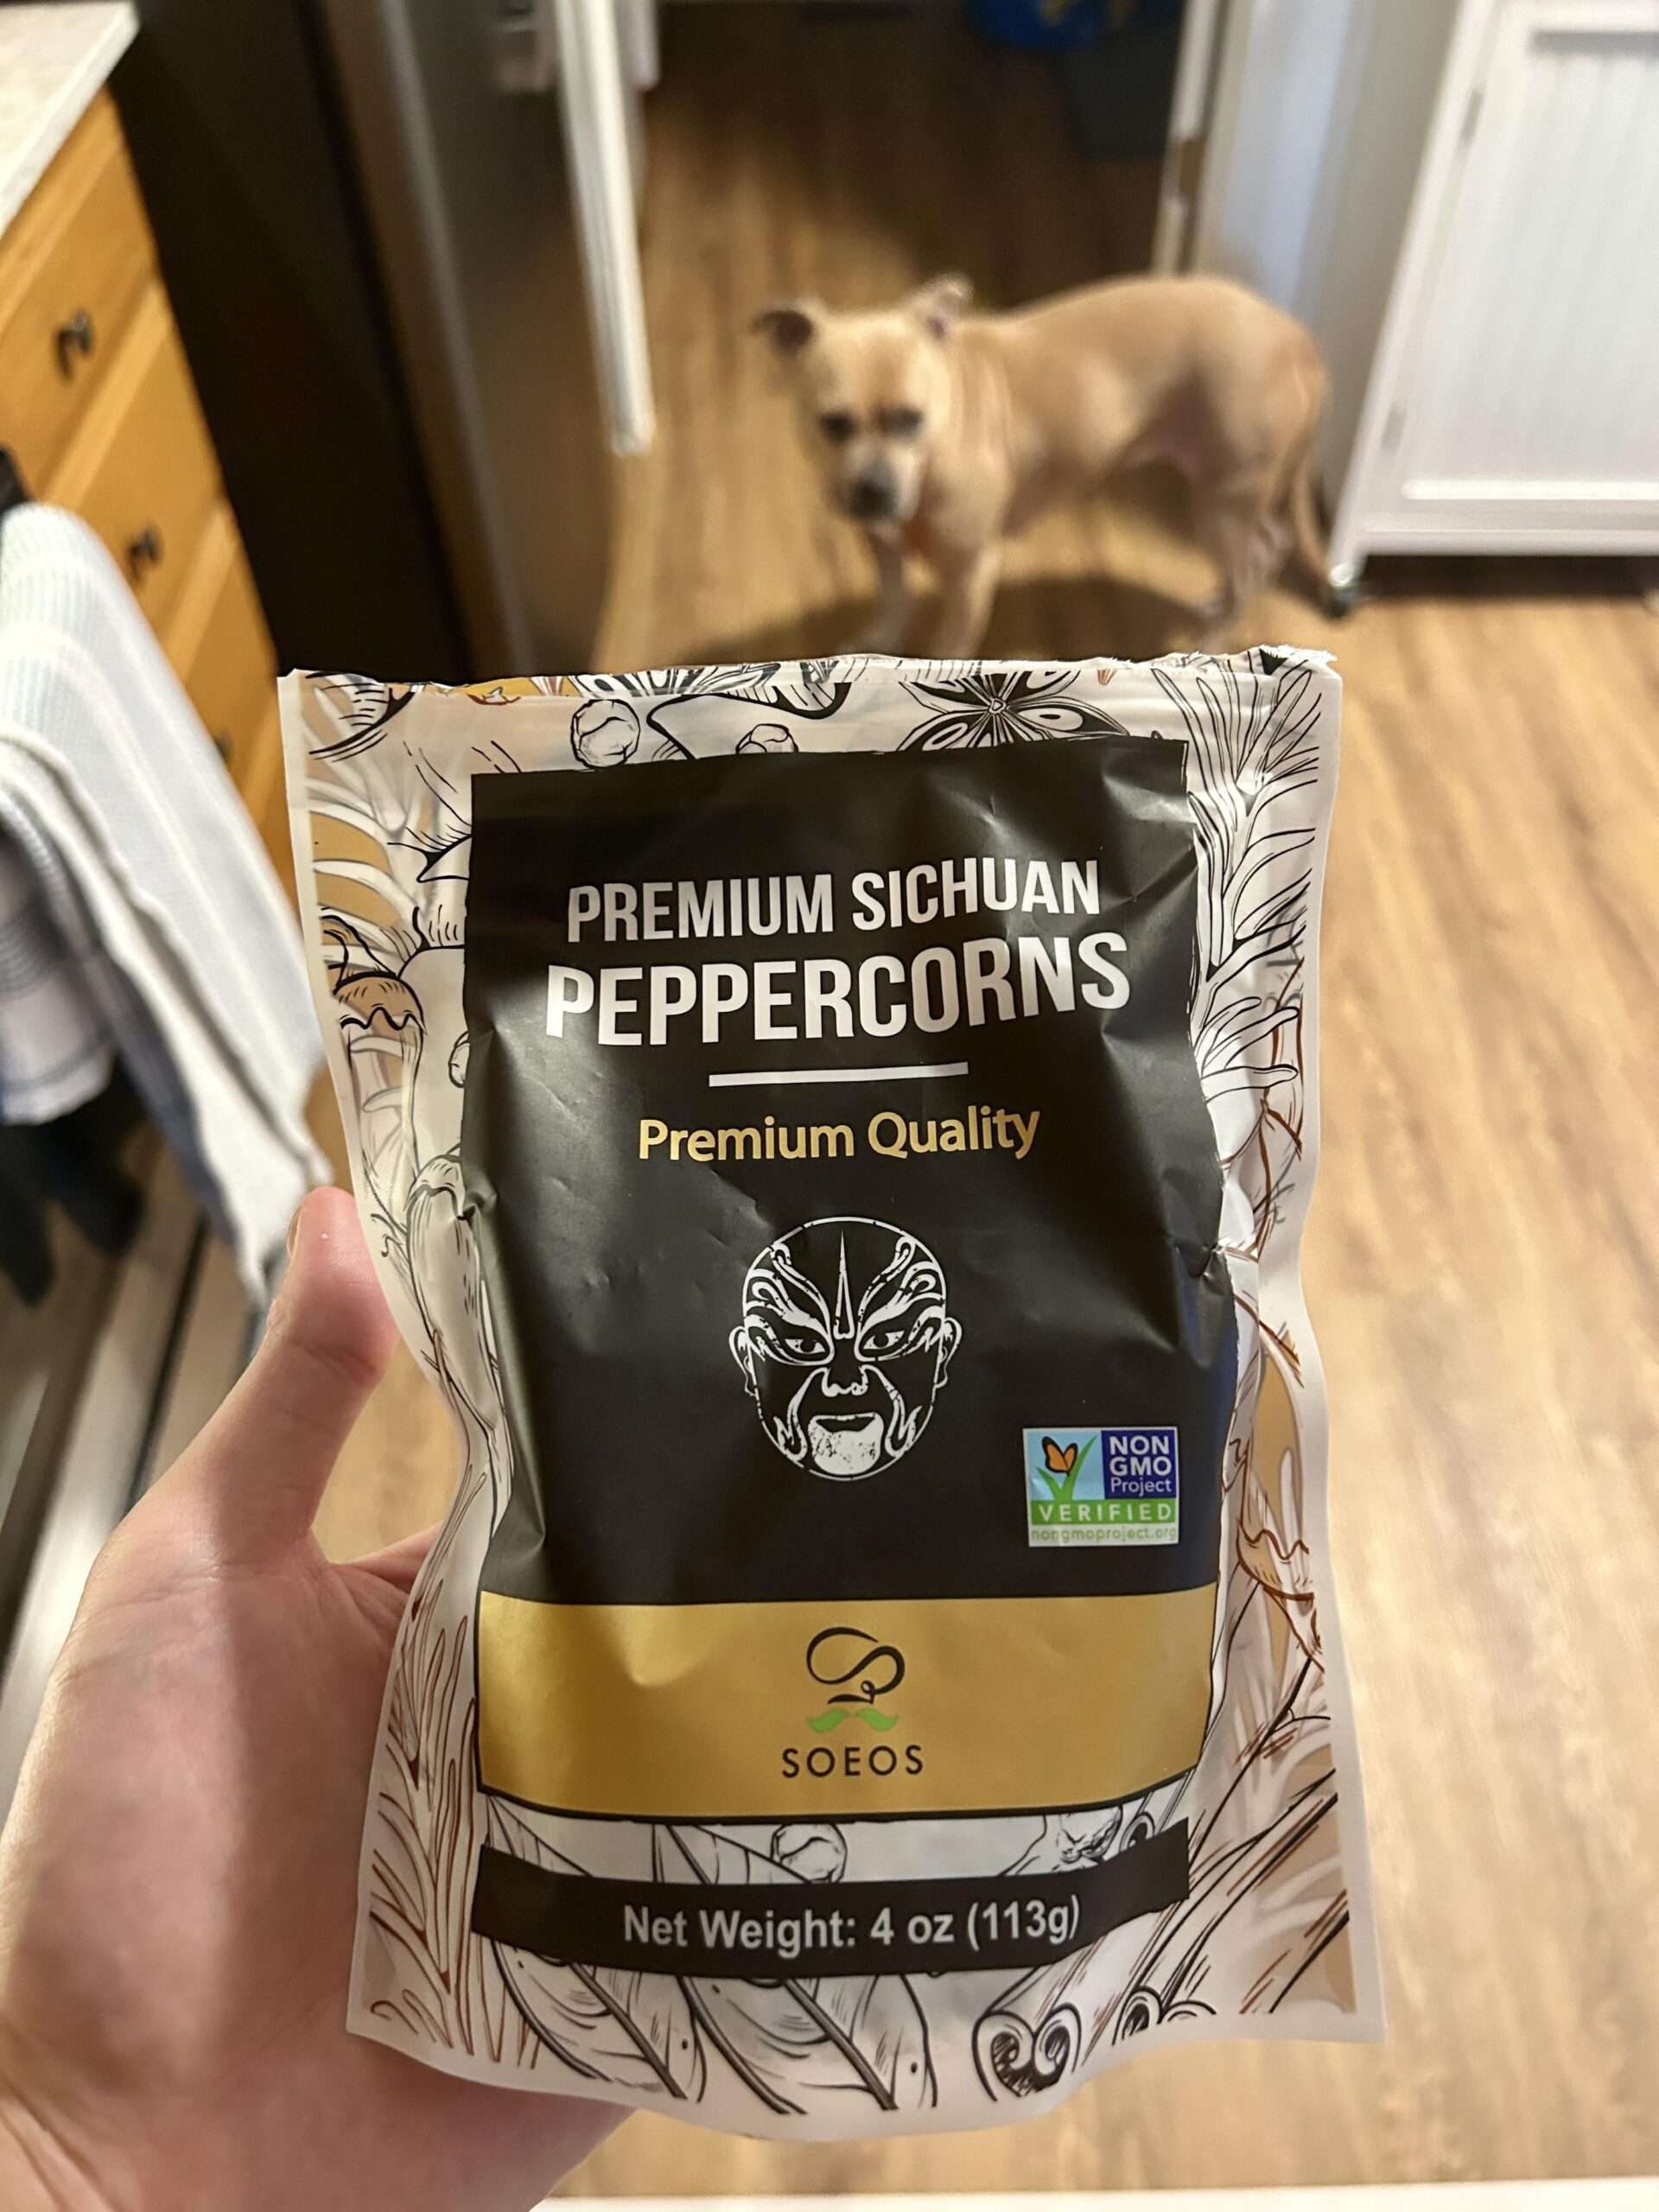 PREMIUM SICHUAN
PEPPERCORNS
Premium Quality
NON
GMO
Project
VERIFIED
nongmoproject.org
SOEOS
Net Weight: 4 oz (113g)